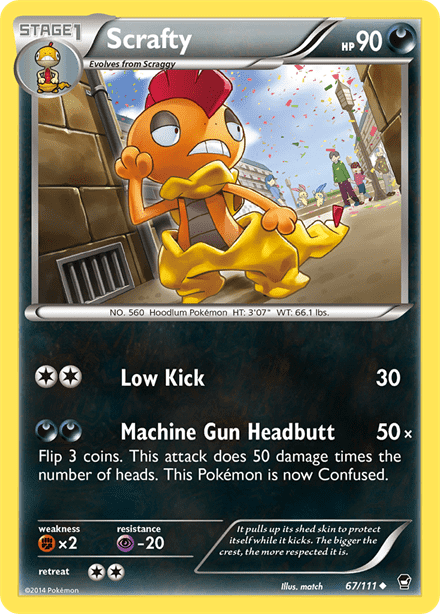 STAGE1
Scrafty
HP 90
Evolves from Scraggy
NO. 560 Hoodlum Pokémon HT: 3'07" WT: 66.1 lbs.
Low Kick 30
Machine Gun Headbutt 50×
Flip 3 coins. This attack does 50 damage times
the number of heads. This Pokémon is now Confused.
weakness resistance
×2 -20
It pulls up its shed skin to protect
itself while it kicks. The bigger the
crest, the more respected it is.
retreat
©2014 Pokémon Illus. match 67/111